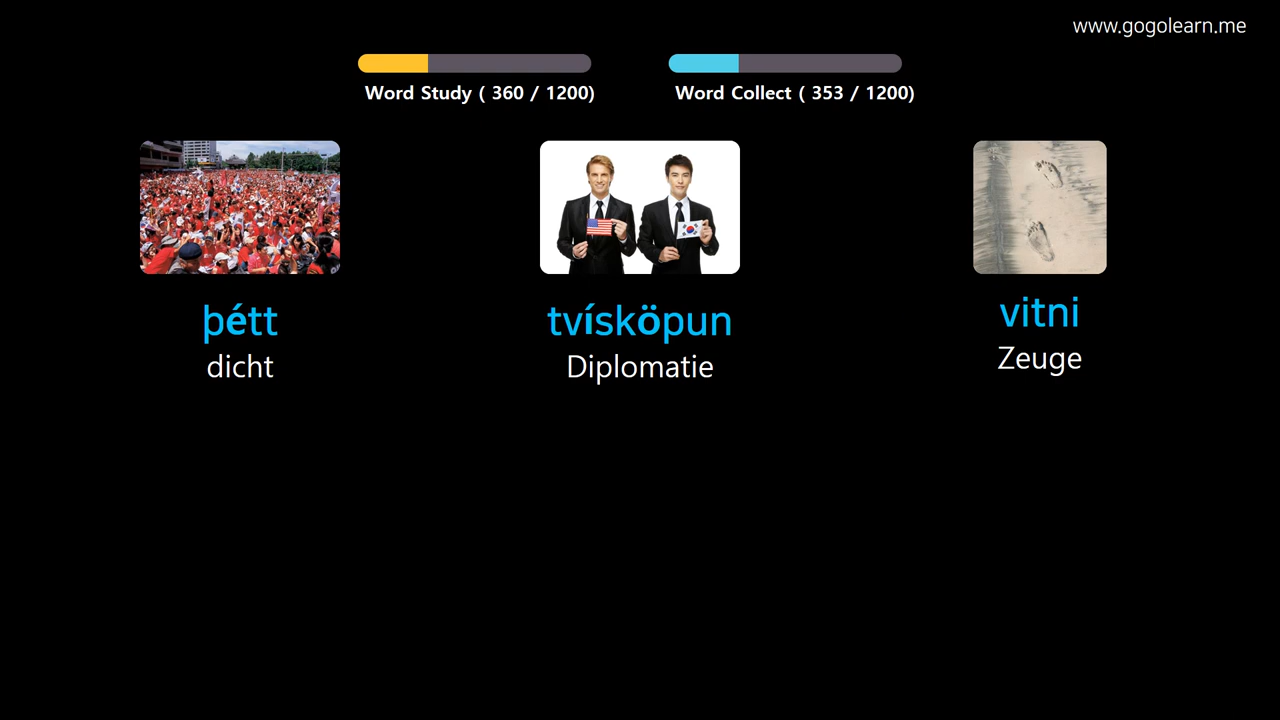 www.gogolearn.me
Word Study ( 360 / 1200)
Word Collect ( 353 / 1200)
þétt
dicht
tvísköpun
Diplomatie
vitni
Zeuge